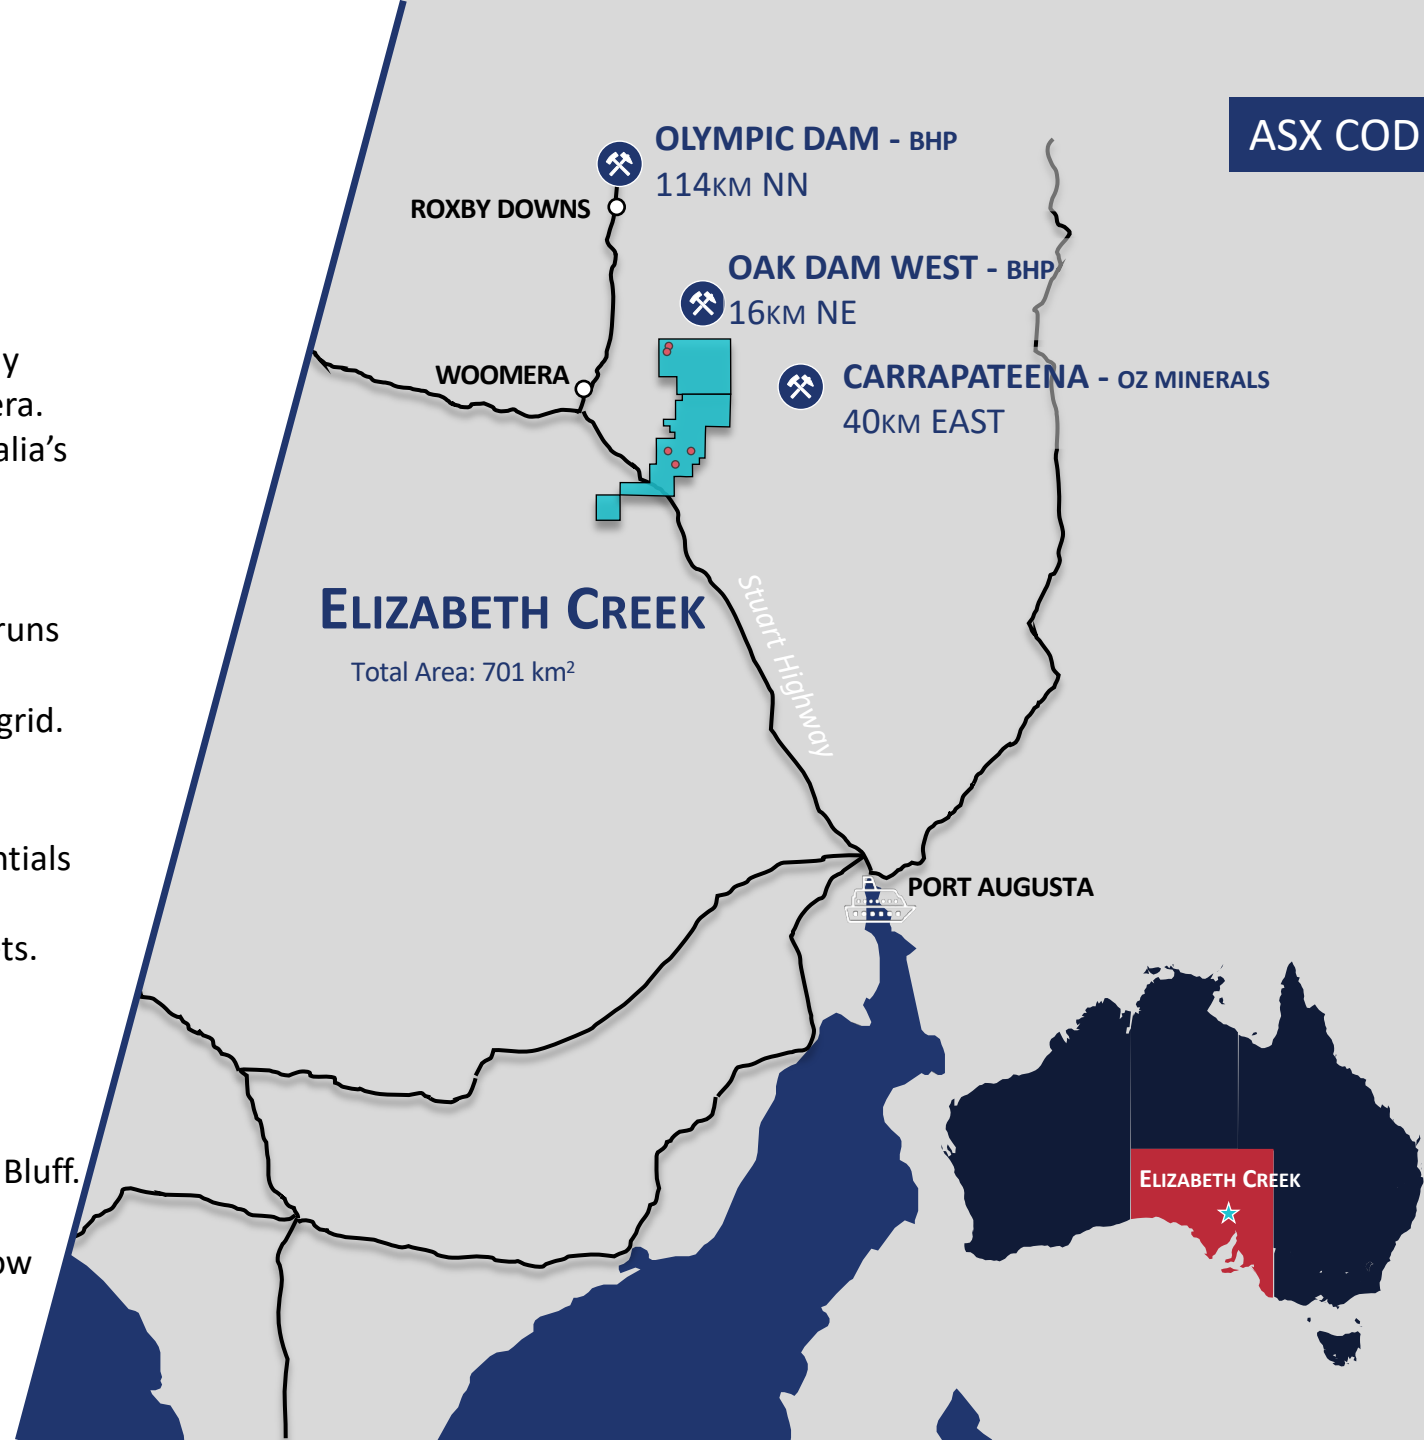 y
era.
alia's
runs
grid.
ntials
ts.
Bluff.
ow
ASX COD
OLYMPIC DAM - BHP
114KM NN
ROXBY DOWNS
OAK DAM WEST - BHP
16KM NE
WOOMERA
CARRAPATEENA - OZ MINERALS
40KM EAST
ELIZABETH CREEK
Total Area: 701 km²
Stuart Highway
PORT AUGUSTA
ELIZABETH CREEK